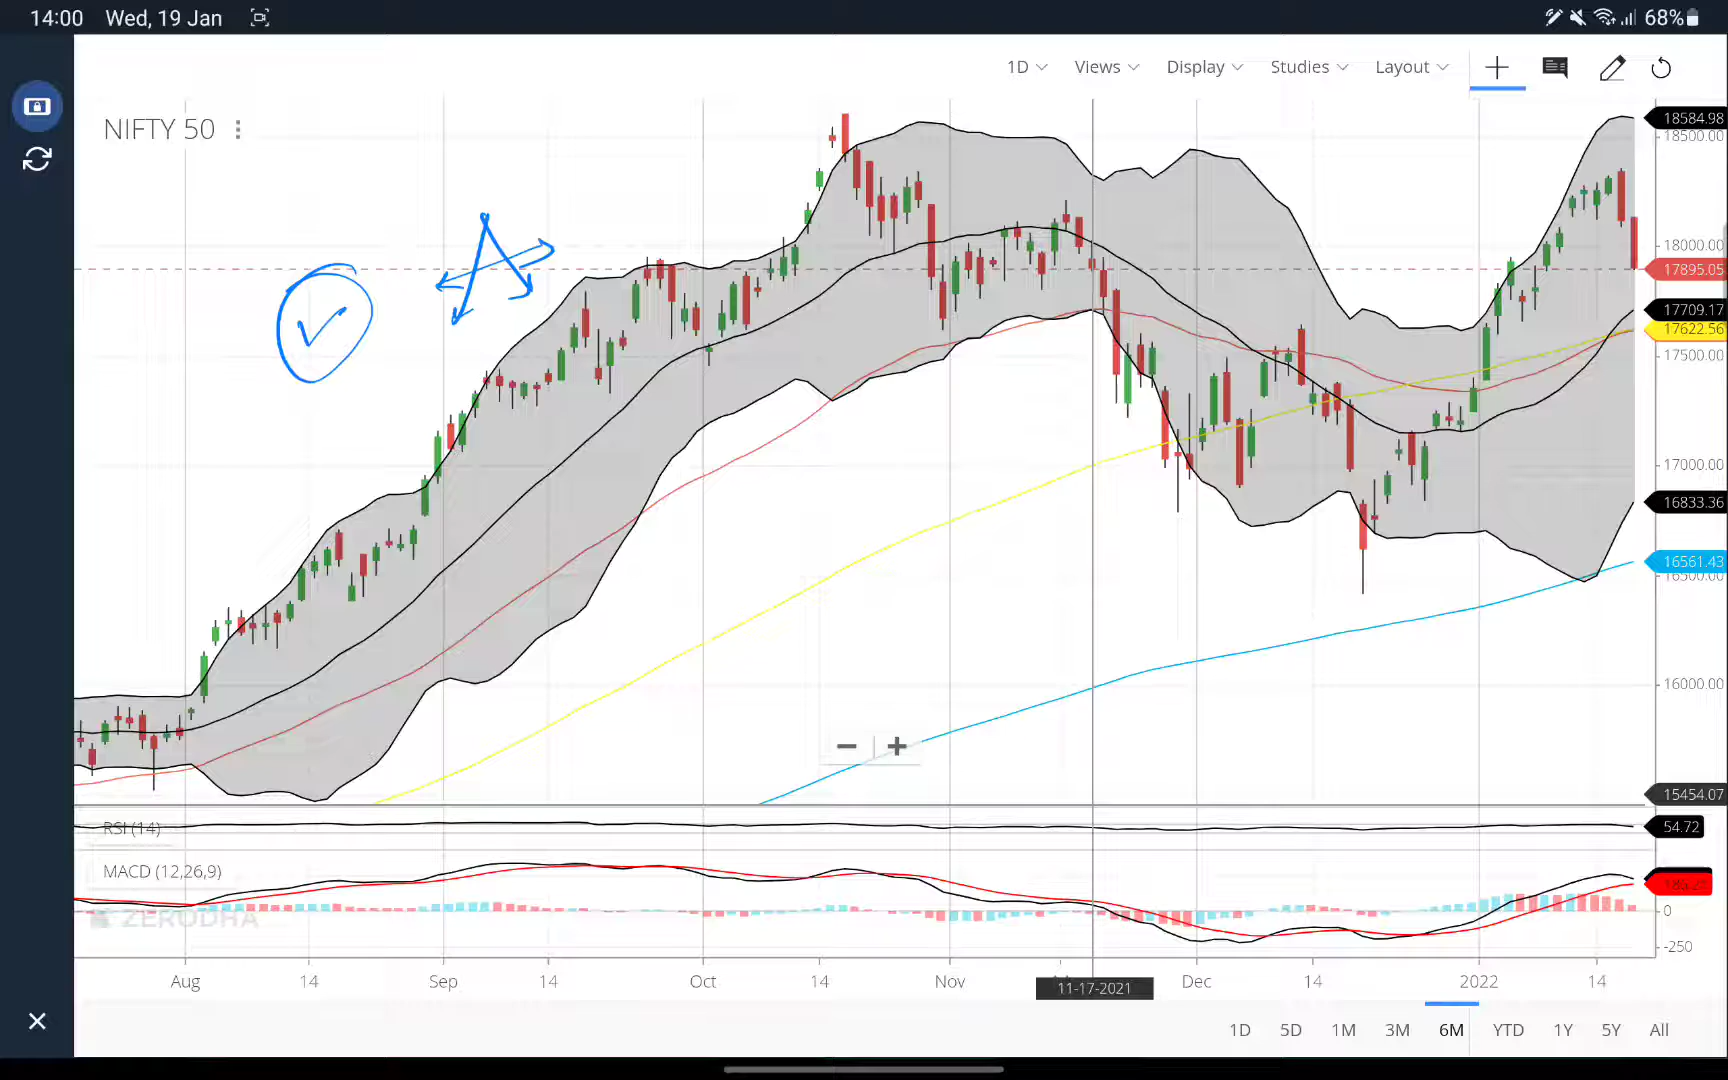 14:00 Wed, 19 Jan 68%
1D Views Display Studies Layout
NIFTY 50
18584.98
18500.00
18000.00
17895.05
17709.17
17622.56
17500.00
17000.00
16833.36
16561.43
16500.00
16000.00
15454.07
RSI (14)
54.72
MACD (12,26,9)
ZERODHA
0
-250
Aug 14 Sep 14 Oct 14 Nov Dec 14 2022 14
11-17-2021
1D 5D 1M 3M 6M YTD 1Y 5Y All